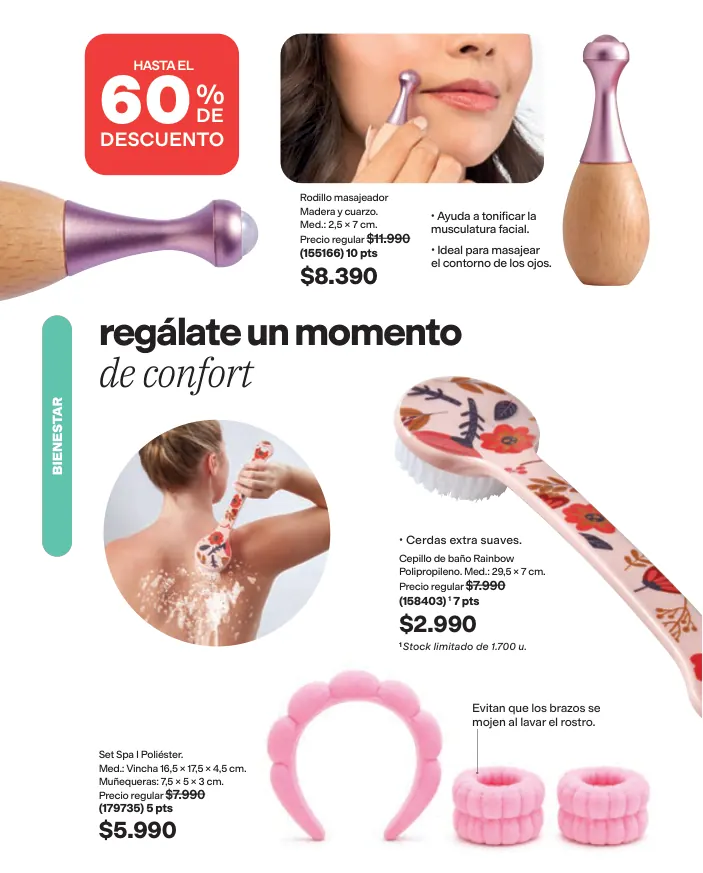 HASTA EL
60%
DE
DESCUENTO
Rodillo masajeador
Madera y cuarzo.
Med.: 2,5 x 7 cm.
Precio regular $11.990
(155166) 10 pts
$8.390
• Ayuda a tonificar la
musculatura facial.
• Ideal para masajear
el contorno de los ojos.
regálate un momento
de confort
BIENESTAR
• Cerdas extra suaves.
Cepillo de baño Rainbow
Polipropileno. Med.: 29,5 x 7 cm.
Precio regular $7.990
(158403) ¹ 7 pts
$2.990
¹Stock limitado de 1.700 u.
Evitan que los brazos se
mojen al lavar el rostro.
Set Spa I Poliéster.
Med.: Vincha 16,5 x 17,5 x 4,5 cm.
Muñequeras: 7,5 x 5 x 3 cm.
Precio regular $7.990
(179735) 5 pts
$5.990